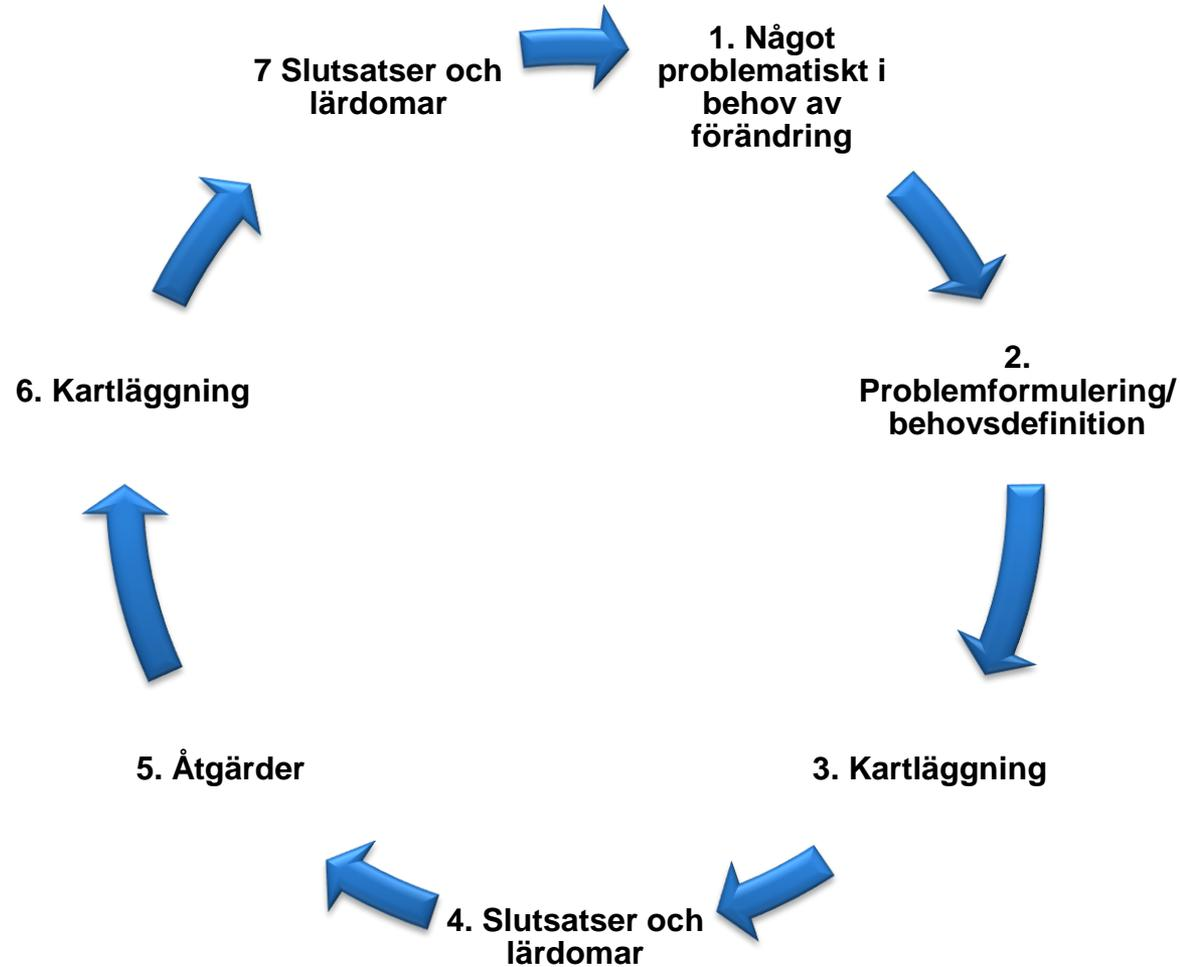 1. Något
problematiskt i
behov av
förändring
2.
Problemformulering/
behovsdefinition
3. Kartläggning
4. Slutsatser och
lärdomar
5. Åtgärder
6. Kartläggning
7 Slutsatser och
lärdomar